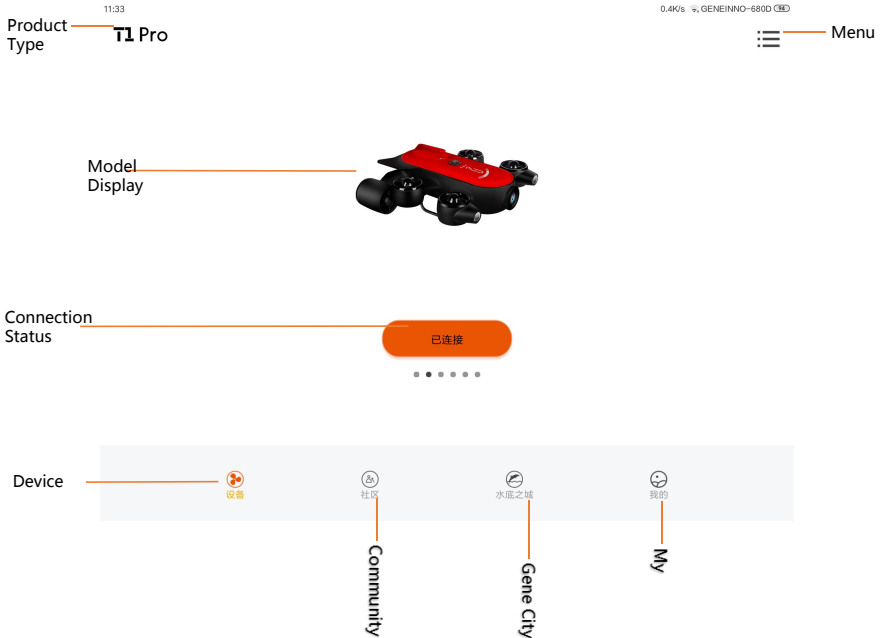 11:33
0.4K/s GENEINNO-680D 94
Product
Type
T1 Pro
Menu
Model
Display
Connection
Status
已连接
Device
设备
社区
水底之城
我的
Community
Gene City
My